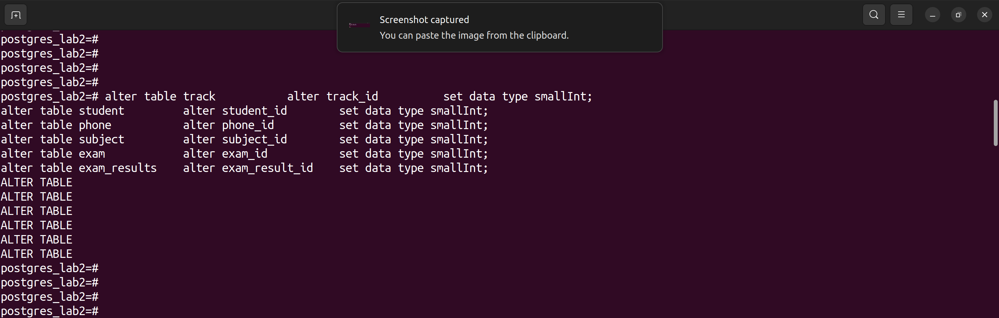 Screenshot captured
You can paste the image from the clipboard.
postgres_lab2=#
postgres_lab2=#
postgres_lab2=#
postgres_lab2=#
postgres_lab2=# alter table track           alter track_id          set data type smallInt;
alter table student         alter student_id        set data type smallInt;
alter table phone           alter phone_id          set data type smallInt;
alter table subject         alter subject_id        set data type smallInt;
alter table exam            alter exam_id           set data type smallInt;
alter table exam_results    alter exam_result_id    set data type smallInt;
ALTER TABLE
ALTER TABLE
ALTER TABLE
ALTER TABLE
ALTER TABLE
ALTER TABLE
postgres_lab2=#
postgres_lab2=#
postgres_lab2=#
postgres_lab2=#